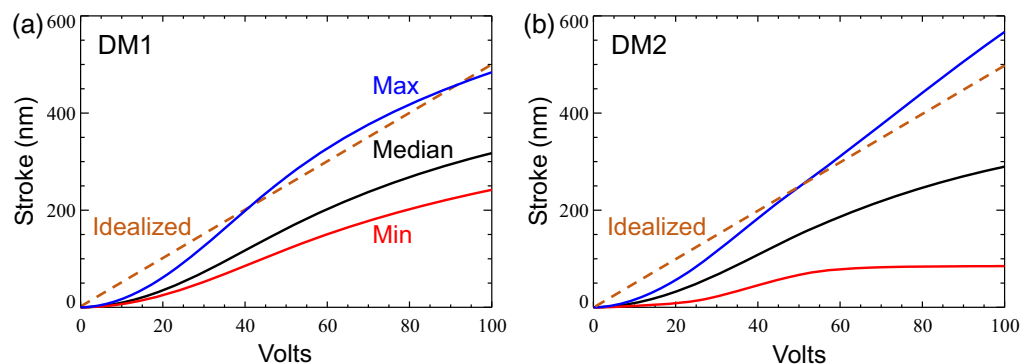 (a)
DM1
Stroke (nm)
600
400
200
0
Max
Median
Idealized
Min
0 20 40 60 80 100
Volts
(b)
DM2
Stroke (nm)
600
400
200
0
Idealized
0 20 40 60 80 100
Volts